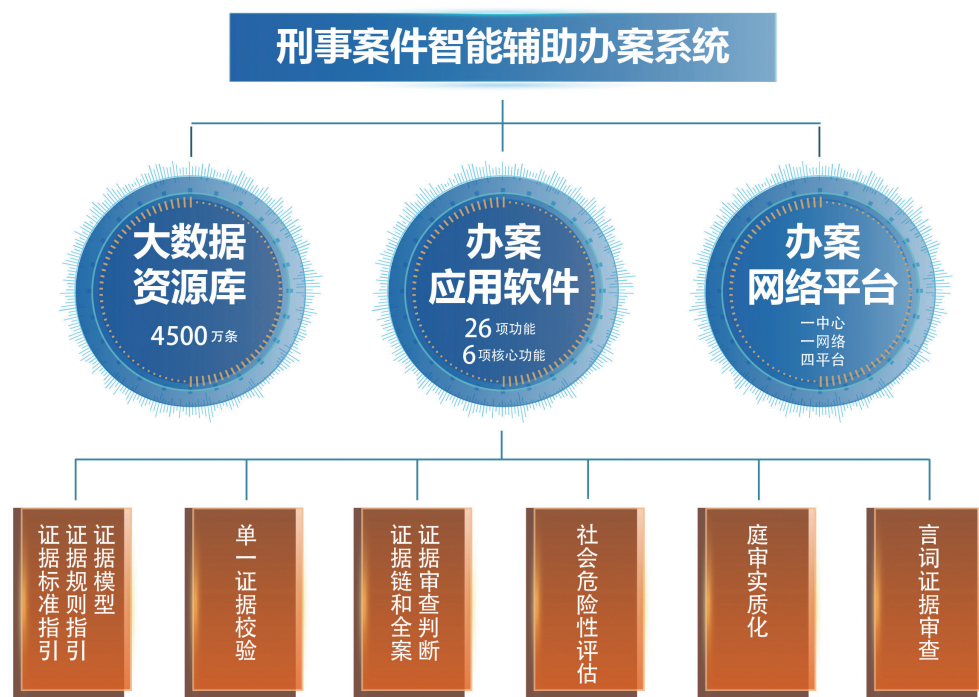 刑事案件智能辅助办案系统
大数据
资源库
4500万条
办案
应用软件
26项功能
6项核心功能
办案
网络平台
一中心
一网络
四平台
证据标准指引
证据规则指引
证据模型
单一证据校验
证据链和全案
证据审查判断
社会危险性评估
庭审实质化
言词证据审查